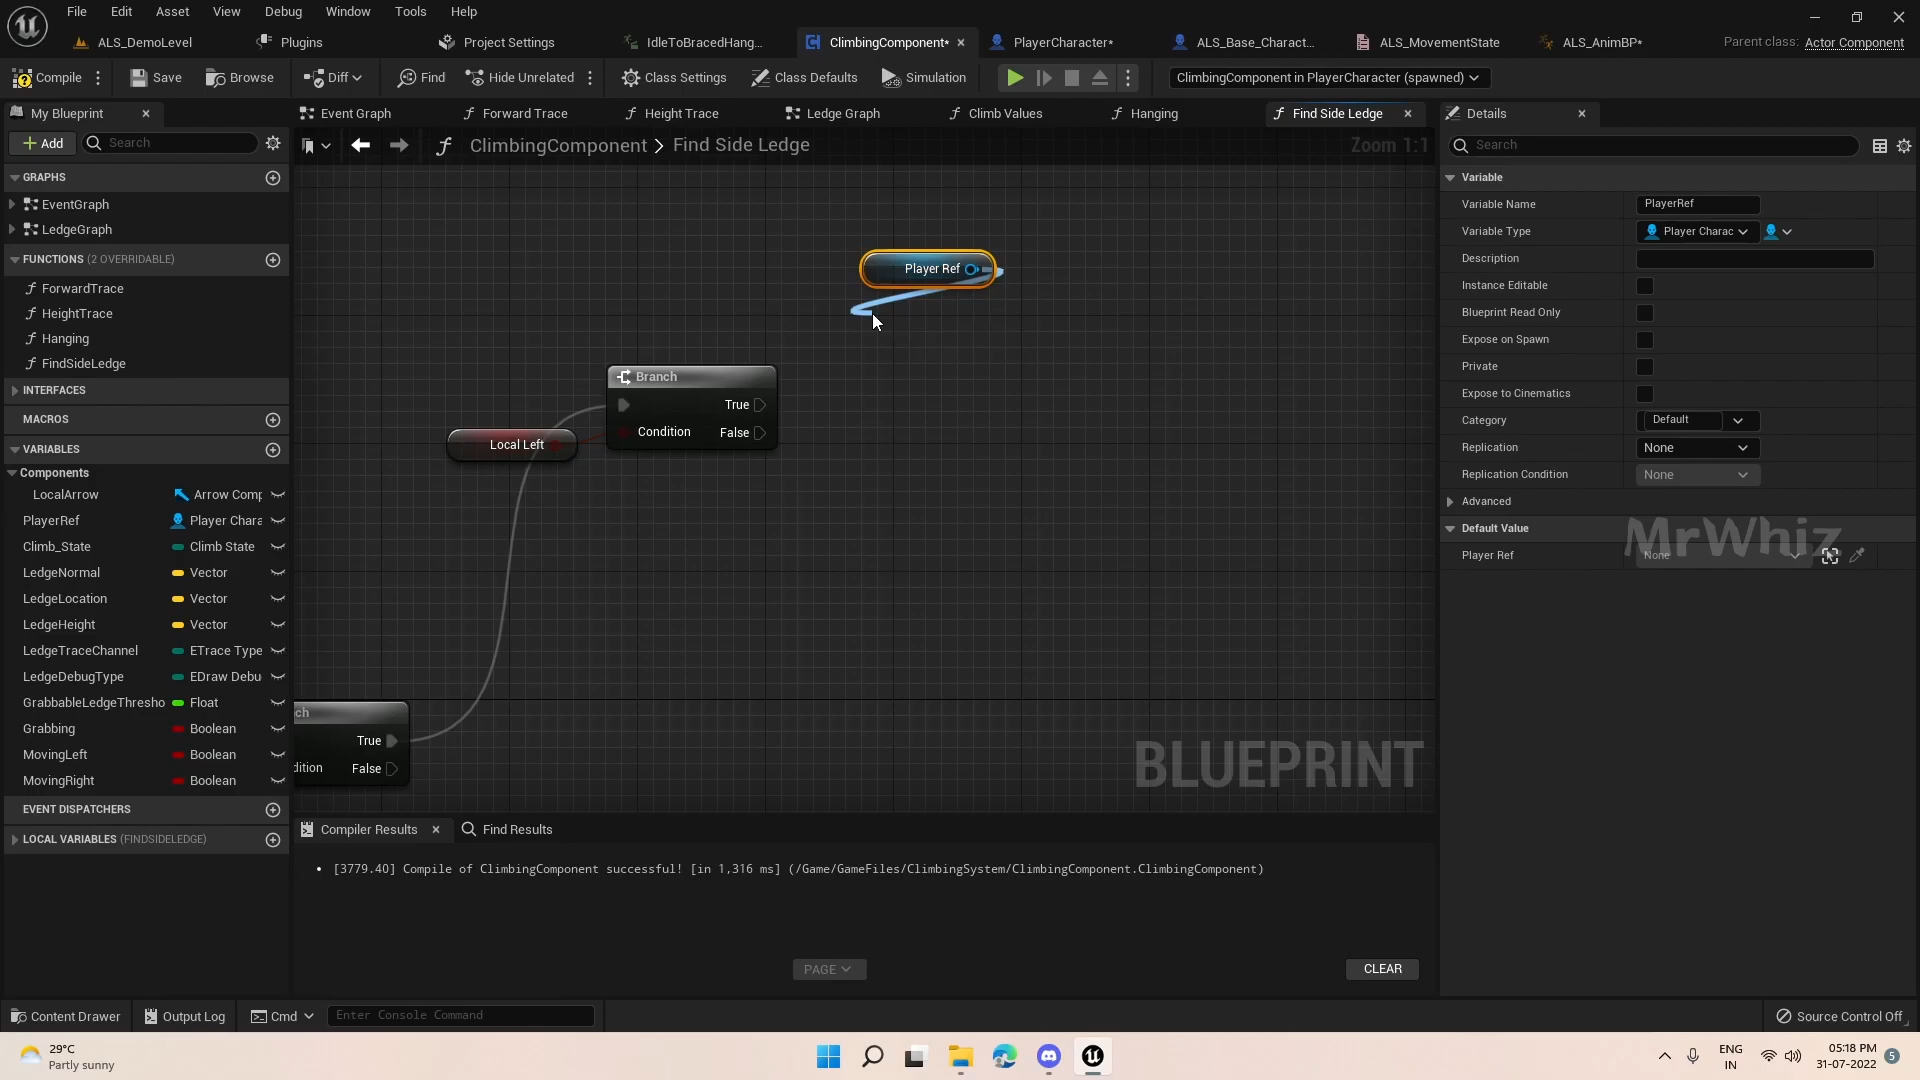 File Edit Asset View Debug Window Tools Help
ALS_DemoLevel Plugins Project Settings IdleToBracedHang... ClimbingComponent* PlayerCharacter* ALS_Base_Charact... ALS_MovementState ALS_AnimBP* Parent class: Actor Component
Compile Save Browse Diff Find Hide Unrelated Class Settings Class Defaults Simulation ClimbingComponent in PlayerCharacter (spawned)
My Blueprint Event Graph Forward Trace Height Trace Ledge Graph Climb Values Hanging Find Side Ledge Details
Add Search ClimbingComponent > Find Side Ledge Zoom 1:1 Search
GRAPHS
EventGraph
LedgeGraph
FUNCTIONS (2 OVERRIDABLE)
ForwardTrace
HeightTrace
Hanging
FindSideLedge
INTERFACES
MACROS
VARIABLES
Components
LocalArrow Arrow Comp
PlayerRef Player Chara
Climb_State Climb State
LedgeNormal Vector
LedgeLocation Vector
LedgeHeight Vector
LedgeTraceChannel ETrace Type
LedgeDebugType EDraw Debu
GrabbableLedgeThresho Float
Grabbing Boolean
MovingLeft Boolean
MovingRight Boolean
EVENT DISPATCHERS
LOCAL VARIABLES (FINDSIDELEDGE)
Player Ref
Branch
True
Condition False
Local Left
ch
True
dition False
BLUEPRINT
Variable
Variable Name PlayerRef
Variable Type Player Charac
Description
Instance Editable
Blueprint Read Only
Expose on Spawn
Private
Expose to Cinematics
Category Default
Replication None
Replication Condition None
Advanced
Default Value
MrWhiz
Player Ref None
Compiler Results Find Results
• [3779.40] Compile of ClimbingComponent successful! [in 1,316 ms] (/Game/GameFiles/ClimbingSystem/ClimbingComponent.ClimbingComponent)
PAGE CLEAR
Content Drawer Output Log Cmd Enter Console Command Source Control Off
29°C
Partly sunny
ENG
IN
05:18 PM
31-07-2022
5